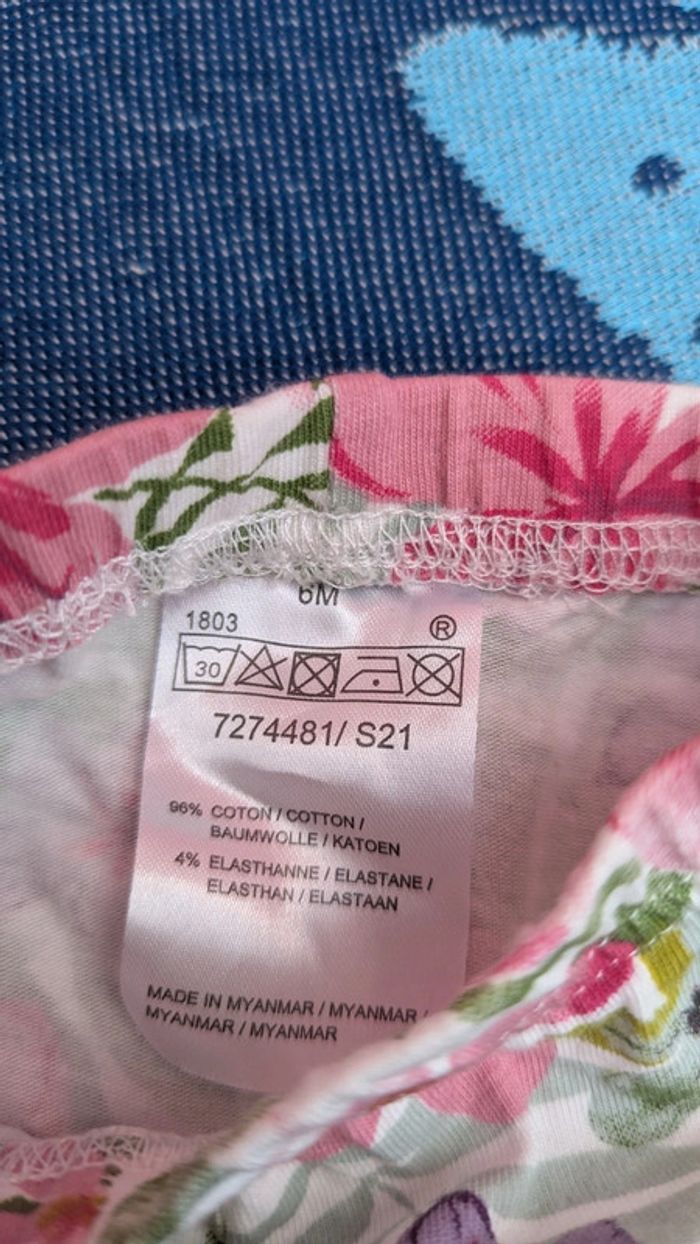 6M
1803
®
30
7274481/ S21
96% COTON / COTTON /
BAUMWOLLE / KATOEN
4% ELASTHANNE / ELASTANE /
ELASTHAN / ELASTAAN
MADE IN MYANMAR / MYANMAR /
MYANMAR / MYANMAR